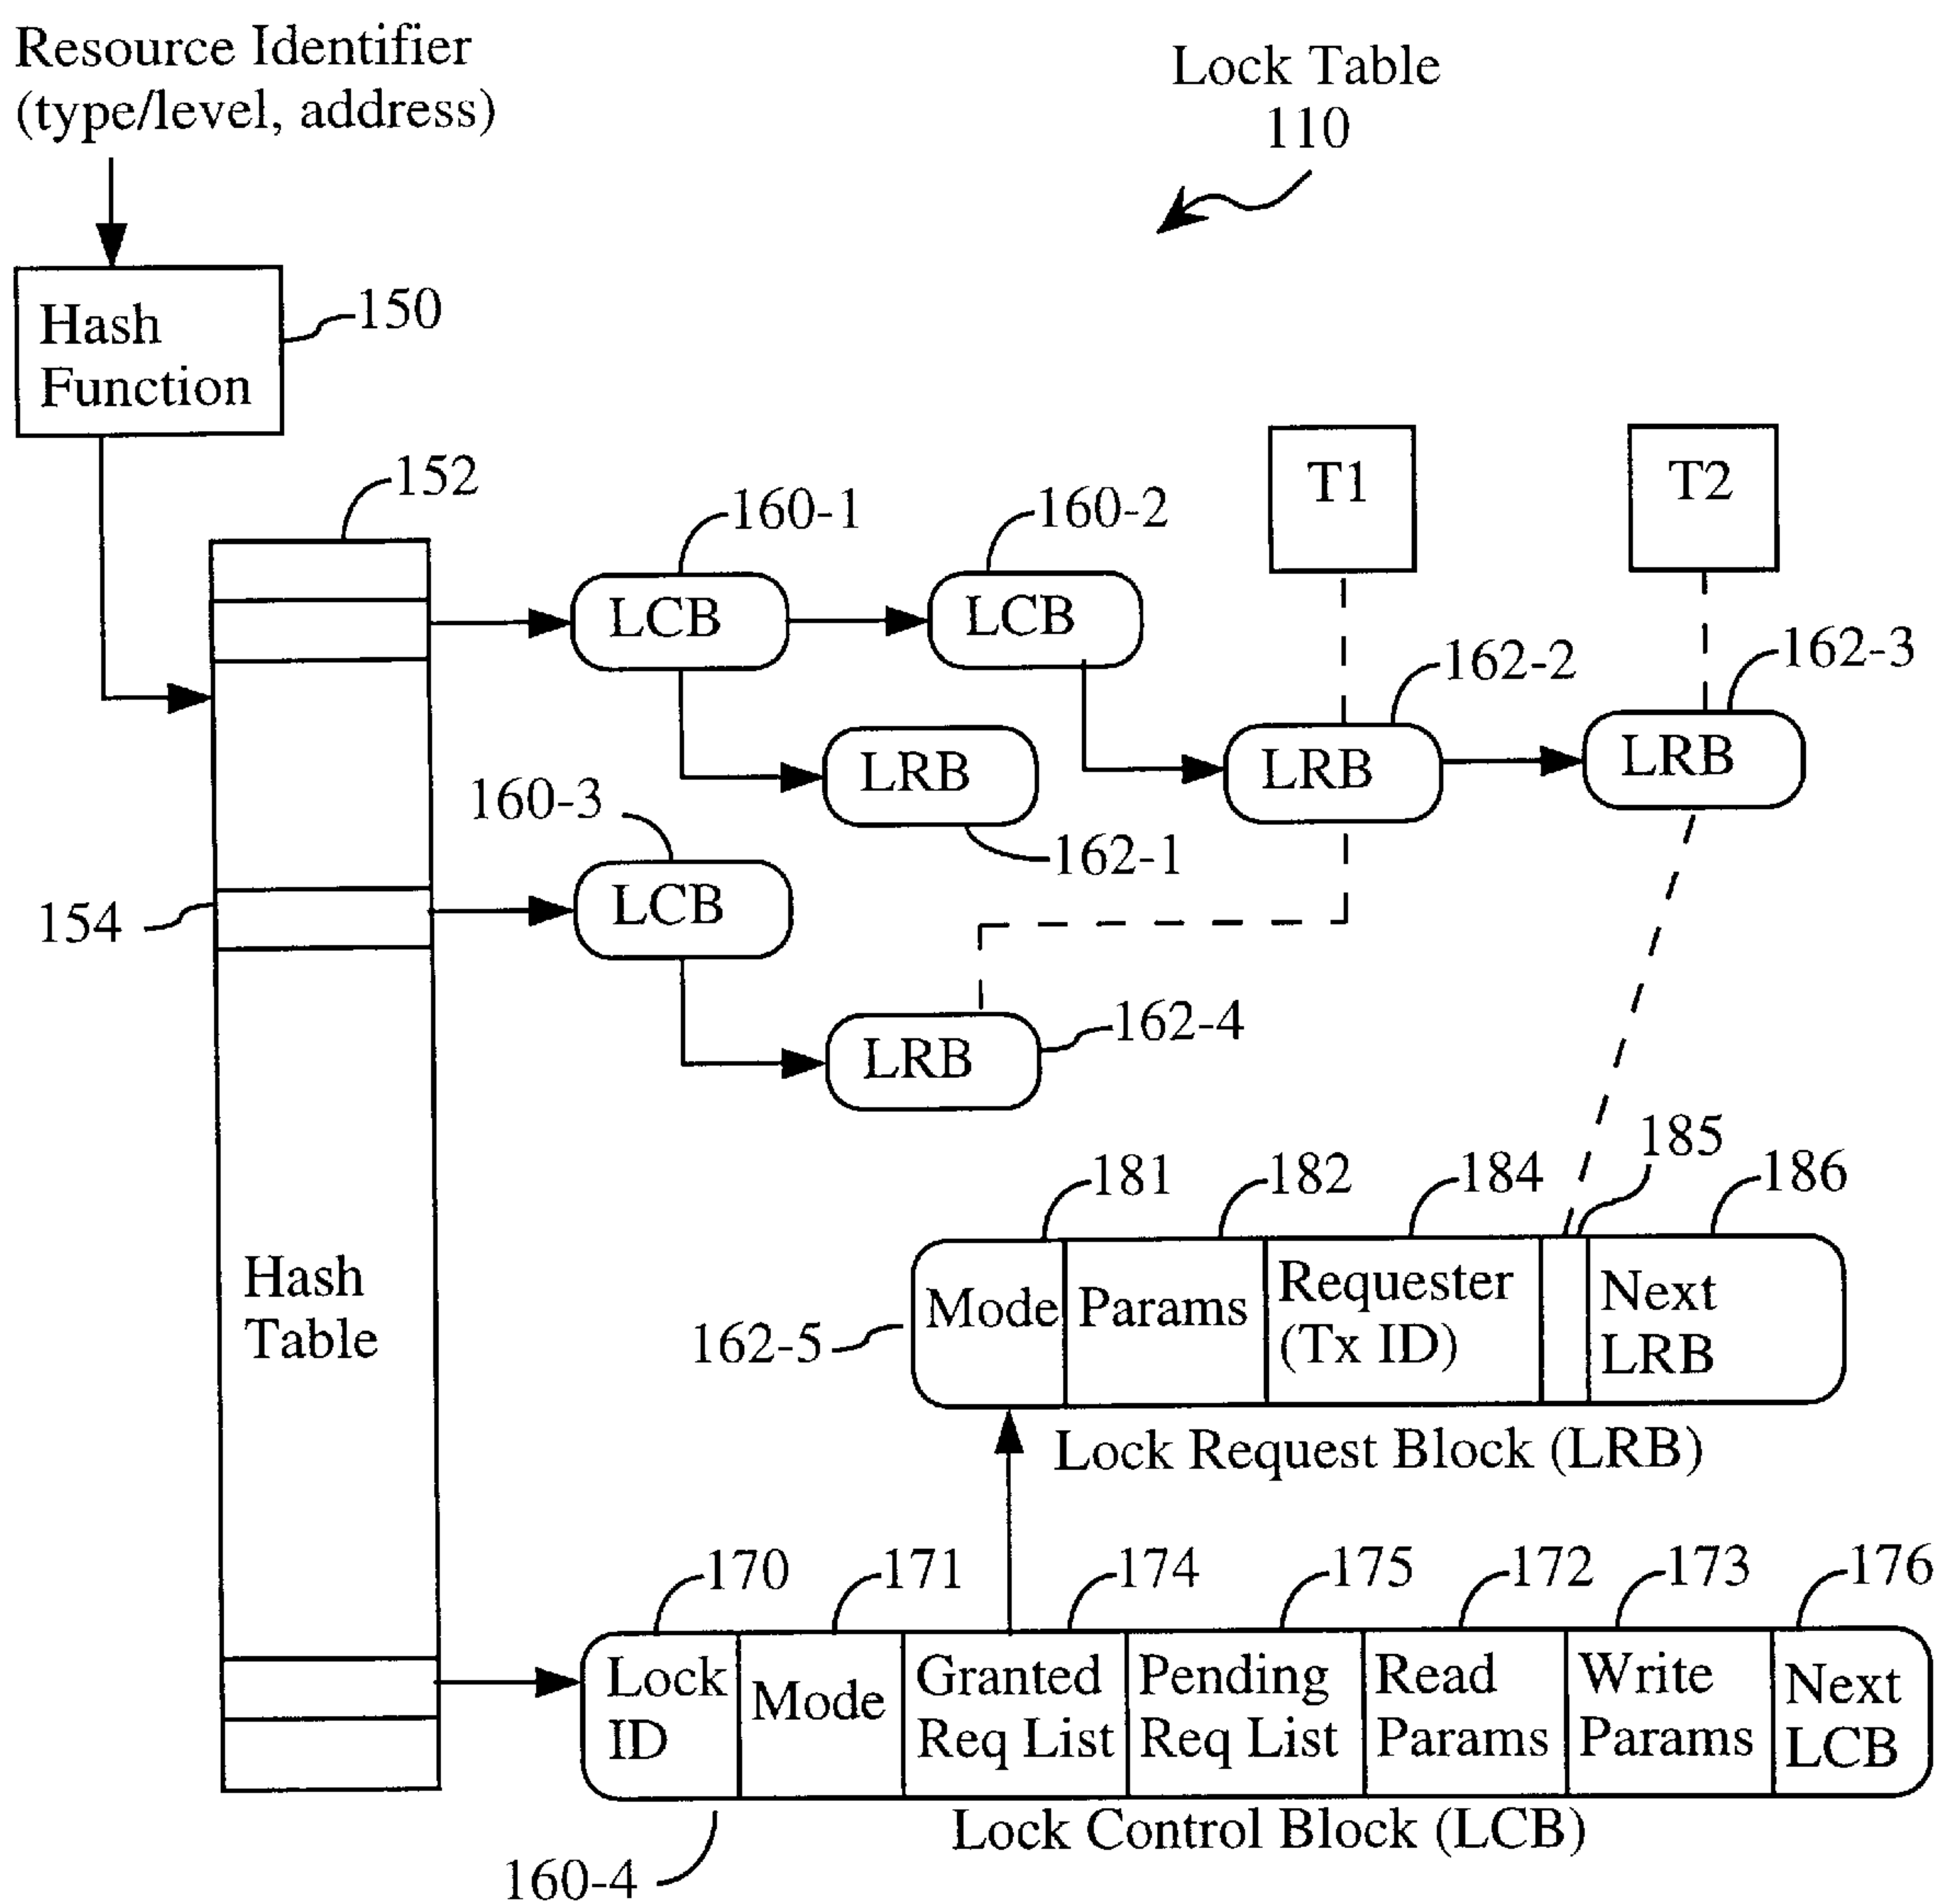 Resource Identifier
(type/level, address)
Lock Table
110
Hash
Function
150
152
160-1
160-2
T1
T2
LCB
LCB
162-2
162-3
LRB
LRB
LRB
160-3
162-1
LCB
154
162-4
LRB
185
181
182
184
186
Hash
Table
Mode
Params
Requester
(Tx ID)
Next
LRB
162-5
Lock Request Block (LRB)
170
171
174
175
172
173
176
Lock
ID
Mode
Granted
Req List
Pending
Req List
Read
Params
Write
Params
Next
LCB
Lock Control Block (LCB)
160-4